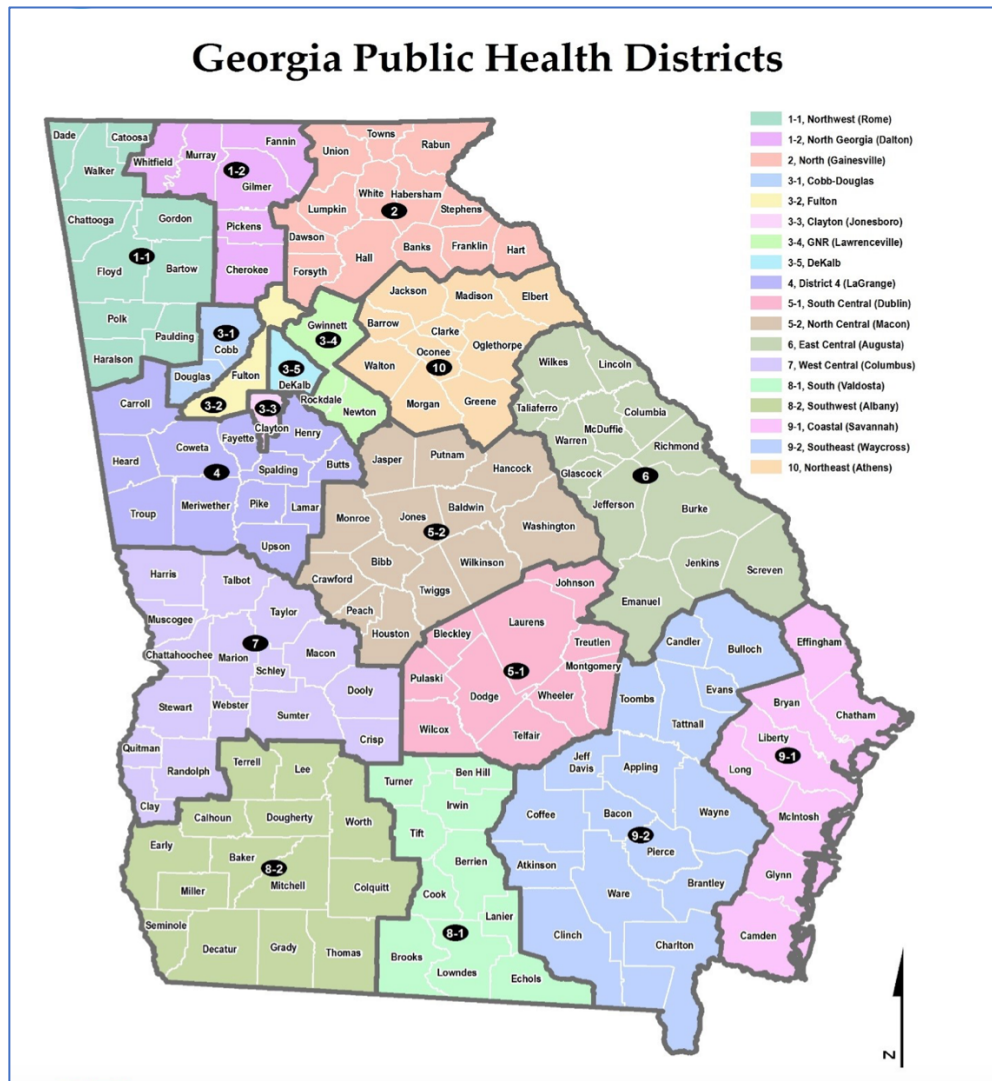 Georgia Public Health Districts
1-1, Northwest (Rome)
1-2, North Georgia (Dalton)
2, North (Gainesville)
3-1, Cobb-Douglas
3-2, Fulton
3-3, Clayton (Jonesboro)
3-4, GNR (Lawrenceville)
3-5, DeKalb
4, District 4 (LaGrange)
5-1, South Central (Dublin)
5-2, North Central (Macon)
6, East Central (Augusta)
7, West Central (Columbus)
8-1, South (Valdosta)
8-2, Southwest (Albany)
9-1, Coastal (Savannah)
9-2, Southeast (Waycross)
10, Northeast (Athens)
Dade
Catoosa
Walker
Chattooga
Gordon
1-1
Floyd
Bartow
Polk
Paulding
Haralson
Whitfield
Murray
Fannin
1-2
Gilmer
Pickens
Cherokee
Towns
Union
Rabun
White
Habersham
Lumpkin
2
Stephens
Dawson
Hall
Banks
Franklin
Hart
Forsyth
3-1
Cobb
Douglas
Fulton
3-2
3-3
Clayton
Gwinnett
3-4
Rockdale
Newton
3-5
DeKalb
Jackson
Madison
Elbert
Barrow
Clarke
Oglethorpe
Oconee
Walton
10
Morgan
Greene
Carroll
Coweta
Fayette
Henry
Heard
4
Spalding
Butts
Troup
Meriwether
Pike
Lamar
Upson
Jasper
Putnam
Hancock
Monroe
Jones
Baldwin
5-2
Washington
Bibb
Wilkinson
Crawford
Twiggs
Peach
Houston
Wilkes
Lincoln
Taliaferro
Columbia
McDuffie
Warren
Richmond
Glascock
6
Jefferson
Burke
Jenkins
Screven
Emanuel
Harris
Talbot
Taylor
Muscogee
7
Chattahoochee
Marion
Macon
Schley
Dooly
Stewart
Webster
Sumter
Crisp
Quitman
Randolph
Clay
Johnson
Laurens
Bleckley
Treutlen
Pulaski
5-1
Montgomery
Dodge
Wheeler
Wilcox
Telfair
Terrell
Lee
Calhoun
Dougherty
Worth
Early
Baker
8-2
Mitchell
Miller
Colquitt
Seminole
Decatur
Grady
Thomas
Turner
Ben Hill
Irwin
Tift
Berrien
Cook
Lanier
8-1
Brooks
Lowndes
Echols
Candler
Bulloch
Toombs
Evans
Tattnall
Jeff
Davis
Appling
Coffee
Bacon
Wayne
9-2
Pierce
Atkinson
Ware
Brantley
Clinch
Charlton
Effingham
Bryan
Chatham
Liberty
9-1
Long
McIntosh
Glynn
Camden
N